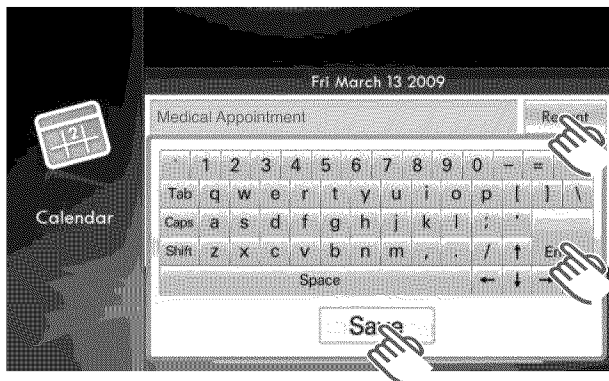 Fri March 13 2009
Medical Appointment
` 1 2 3 4 5 6 7 8 9 0 - =
Tab q w e r t y u i o p [ ] \
Calendar
Caps a s d f g h j k l ; '
Shift z x c v b n m , . / ↑
Space ← ↓ →
Save